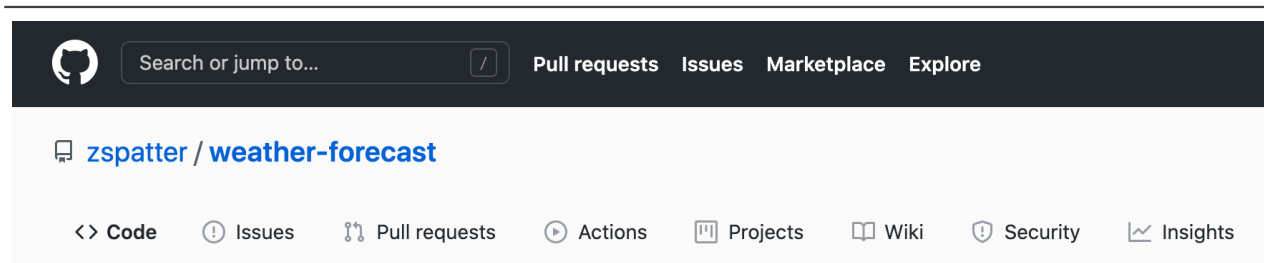 Search or jump to... / Pull requests Issues Marketplace Explore
zspatter / weather-forecast
<> Code Issues Pull requests Actions Projects Wiki Security Insights